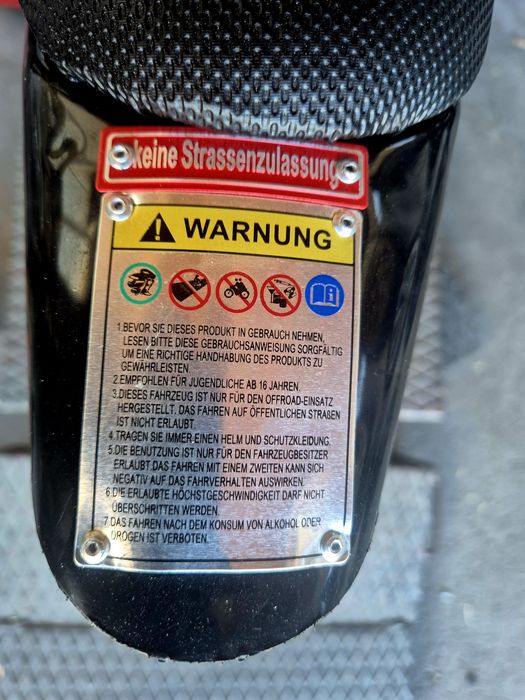 keine Strassenzulassung
WARNUNG
1.BEVOR SIE DIESES PRODUKT IN GEBRAUCH NEHMEN,
LESEN BITTE DIESE GEBRAUCHSANWEISUNG SORGFÄLTIG
UM EINE RICHTIGE HANDHABUNG DES PRODUKTS ZU
GEWÄHRLEISTEN.
2.EMPFOHLEN FÜR JUGENDLICHE AB 16 JAHREN.
3.DIESES FAHRZEUG IST NUR FÜR DEN OFFROAD-EINSATZ
HERGESTELLT. DAS FAHREN AUF ÖFFENTLICHEN STRAßEN
IST NICHT ERLAUBT.
4.TRAGEN SIE IMMER EINEN HELM UND SCHUTZKLEIDUNG.
5.DIE BENUTZUNG IST NUR FÜR DEN FAHRZEUGBESITZER
ERLAUBT DAS FAHREN MIT EINEM ZWEITEN KANN SICH
NEGATIV AUF DAS FAHRVERHALTEN AUSWIRKEN.
6.DIE ERLAUBTE HÖCHSTGESCHWINDIGKEIT DARF NICHT
ÜBERSCHRITTEN WERDEN.
7.DAS FAHREN NACH DEM KONSUM VON ALKOHOL ODER
DROGEN IST VERBOTEN.